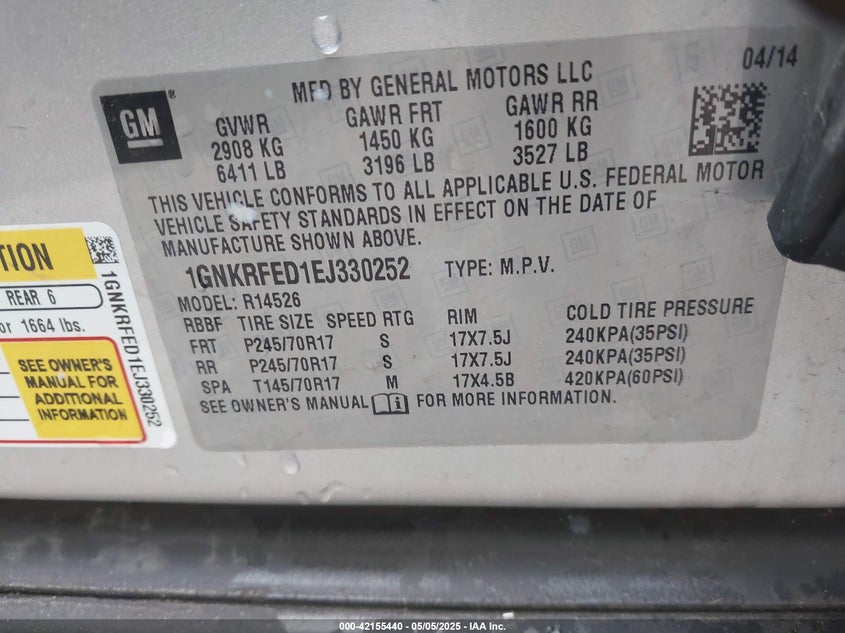 04/14
MFD BY GENERAL MOTORS LLC
GM
GVWR GAWR FRT GAWR RR
2908 KG 1450 KG 1600 KG
6411 LB 3196 LB 3527 LB
THIS VEHICLE CONFORMS TO ALL APPLICABLE U.S. FEDERAL MOTOR
VEHICLE SAFETY STANDARDS IN EFFECT ON THE DATE OF
MANUFACTURE SHOWN ABOVE.
1GNKRFED1EJ330252 TYPE: M.P.V.
MODEL: R14526
RBBF TIRE SIZE SPEED RTG RIM COLD TIRE PRESSURE
FRT P245/70R17 S 17X7.5J 240KPA(35PSI)
RR P245/70R17 S 17X7.5J 240KPA(35PSI)
SPA T145/70R17 M 17X4.5B 420KPA(60PSI)
SEE OWNER'S MANUAL FOR MORE INFORMATION.
REAR 6
1664 lbs.
SEE OWNER'S
MANUAL FOR
ADDITIONAL
INFORMATION
1GNKRFED1EJ330252
000-42155440 - 05/05/2025 - IAA Inc.